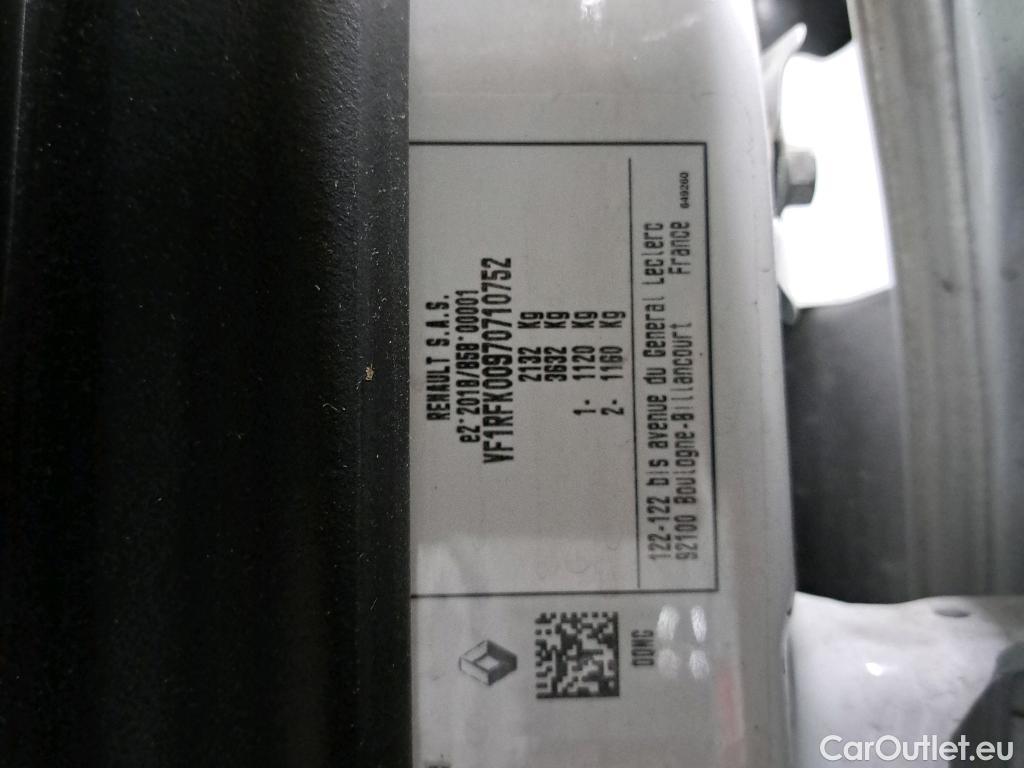 RENAULT S.A.S.
e2*2018/858*00001
VF1RFK00970710752
2132 Kg
3632 Kg
1- 1120 Kg
2- 1160 Kg
122-122 bis avenue du General Leclerc
92100 Boulogne-Billancourt France
649260
DQMC
CarOutlet.eu